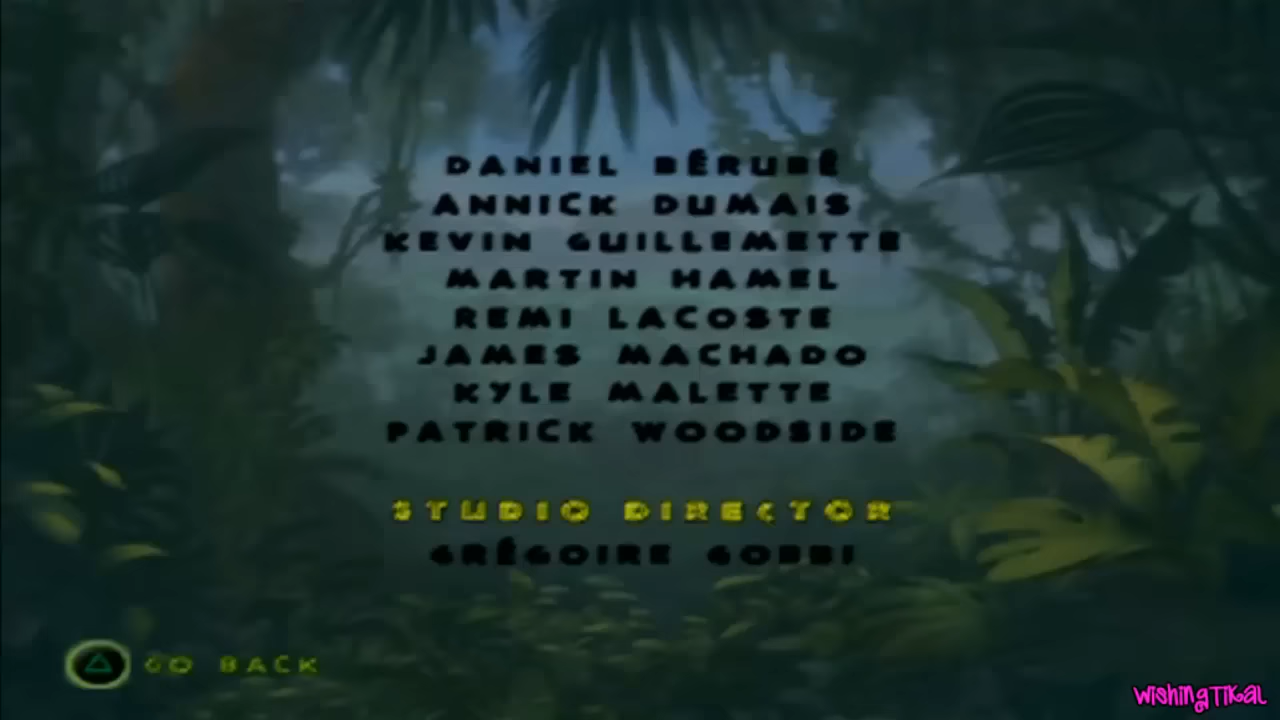 DANIEL BÉRUBÉ
ANNICK DUMAIS
KEVIN GUILLEMETTE
MARTIN HAMEL
REMI LACOSTE
JAMES MACHADO
KYLE MALETTE
PATRICK WOODSIDE
STUDIO DIRECTOR
GRÉGOIRE GOBBI
GO BACK
WishingTikal